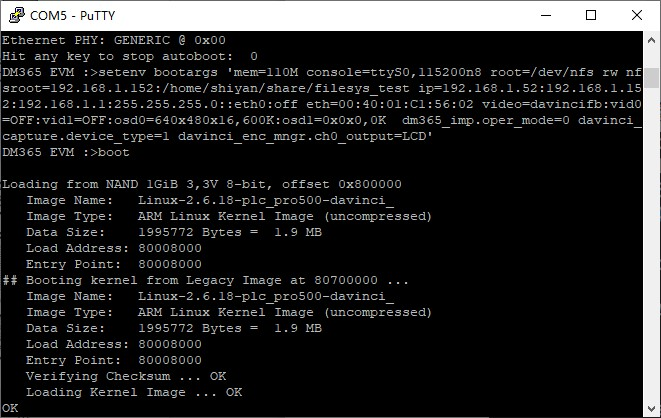 COM5 - PuTTY
Ethernet PHY: GENERIC @ 0x00
Hit any key to stop autoboot:  0
DM365 EVM :>setenv bootargs 'mem=110M console=ttyS0,115200n8 root=/dev/nfs rw nf
sroot=192.168.1.152:/home/shiyan/share/filesys_test ip=192.168.1.52:192.168.1.15
2:192.168.1.1:255.255.255.0::eth0:off eth=00:40:01:C1:56:02 video=davincifb:vid0
=OFF:vid1=OFF:osd0=640x480x16,600K:osd1=0x0x0,0K  dm365_imp.oper_mode=0 davinci_
capture.device_type=1 davinci_enc_mngr.ch0_output=LCD'
DM365 EVM :>boot
Loading from NAND 1GiB 3,3V 8-bit, offset 0x800000
   Image Name:   Linux-2.6.18-plc_pro500-davinci_
   Image Type:   ARM Linux Kernel Image (uncompressed)
   Data Size:    1995772 Bytes =  1.9 MB
   Load Address: 80008000
   Entry Point:  80008000
## Booting kernel from Legacy Image at 80700000 ...
   Image Name:   Linux-2.6.18-plc_pro500-davinci_
   Image Type:   ARM Linux Kernel Image (uncompressed)
   Data Size:    1995772 Bytes =  1.9 MB
   Load Address: 80008000
   Entry Point:  80008000
   Verifying Checksum ... OK
   Loading Kernel Image ... OK
OK